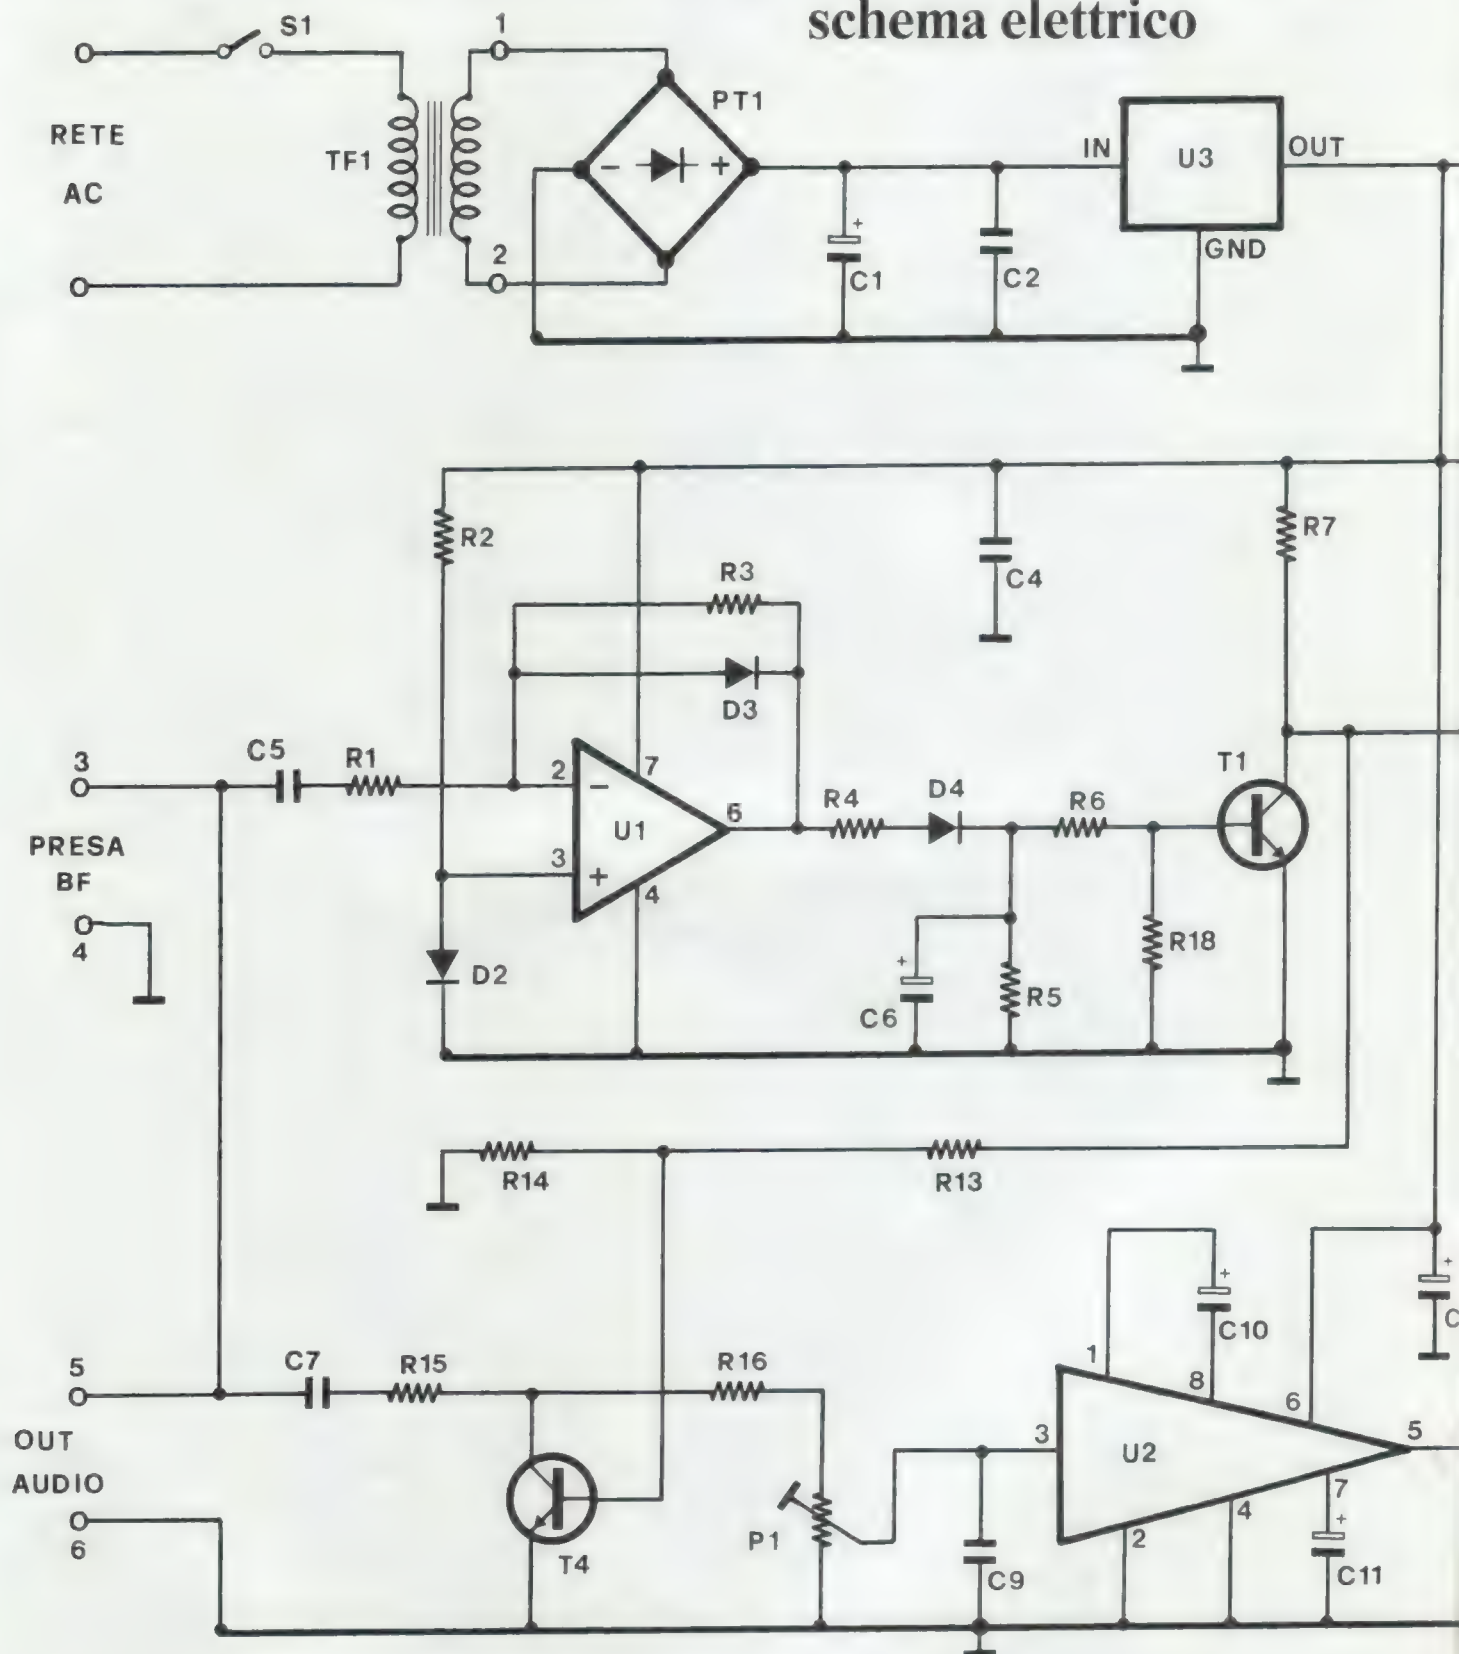 schema elettrico
S1
1
PT1
RETE
AC
TF1
- +
IN
U3
OUT
2
+
C1
C2
GND
R2
R3
C4
R7
D3
3
C5
R1
2
-
7
T1
PRESA
BF
U1
6
R4
D4
R6
3
+
4
4
D2
+
C6
R5
R18
R14
R13
+
C10
+
C
5
C7
R15
R16
1
8
6
OUT
AUDIO
3
U2
5
6
T4
P1
C9
2
4
7
+
C11